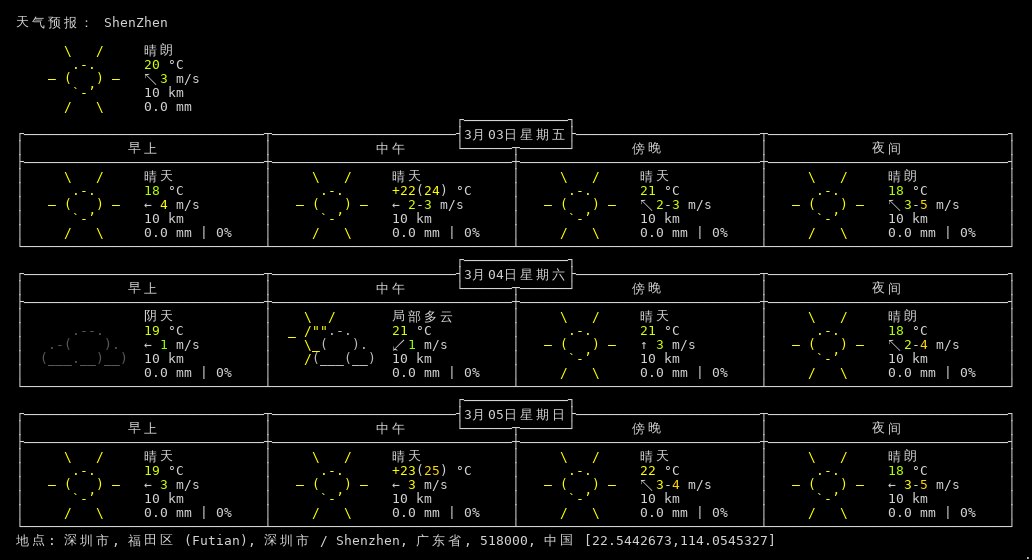 天气预报： ShenZhen
晴朗
20 °C
↖3 m/s
10 km
0.0 mm
3月03日星期五
早上 中午 傍晚 夜间
晴天 晴天 晴天 晴朗
18 °C +22(24) °C 21 °C 18 °C
← 4 m/s ← 2-3 m/s ↖2-3 m/s ↖3-5 m/s
10 km 10 km 10 km 10 km
0.0 mm | 0% 0.0 mm | 0% 0.0 mm | 0% 0.0 mm | 0%
3月04日星期六
早上 中午 傍晚 夜间
阴天 局部多云 晴天 晴朗
19 °C 21 °C 21 °C 18 °C
← 1 m/s ↙1 m/s ↑ 3 m/s ↖2-4 m/s
10 km 10 km 10 km 10 km
0.0 mm | 0% 0.0 mm | 0% 0.0 mm | 0% 0.0 mm | 0%
3月05日星期日
早上 中午 傍晚 夜间
晴天 晴天 晴天 晴朗
19 °C +23(25) °C 22 °C 18 °C
← 3 m/s ← 3 m/s ↖3-4 m/s ← 3-5 m/s
10 km 10 km 10 km 10 km
0.0 mm | 0% 0.0 mm | 0% 0.0 mm | 0% 0.0 mm | 0%
地点: 深圳市, 福田区 (Futian), 深圳市 / Shenzhen, 广东省, 518000, 中国 [22.5442673,114.0545327]